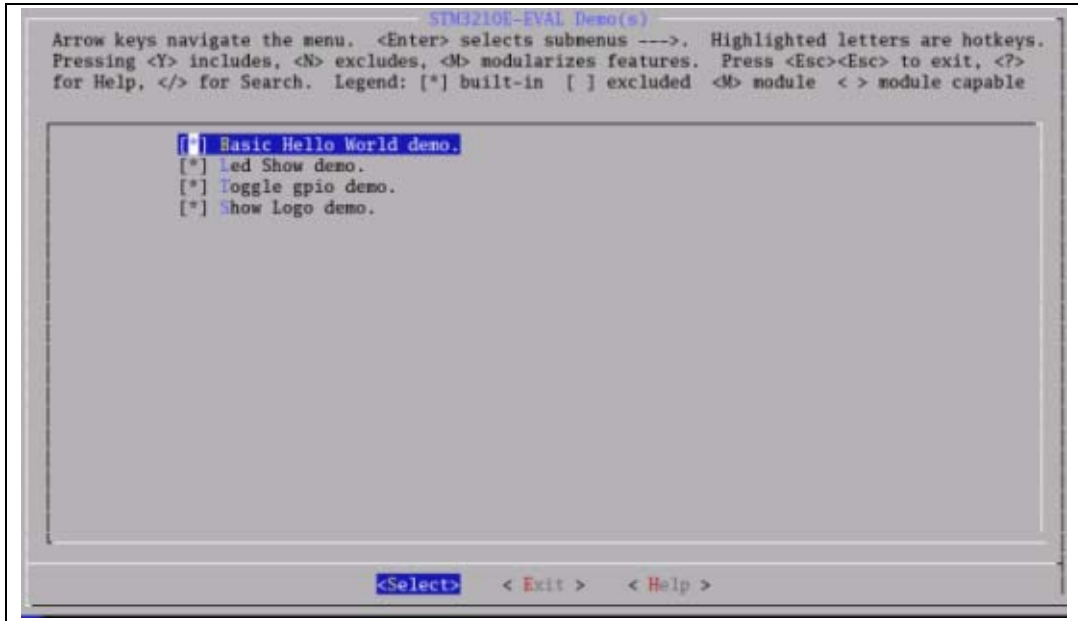 STM3210E-EVAL Demo(s)
Arrow keys navigate the menu. <Enter> selects submenus --->. Highlighted letters are hotkeys.
Pressing <Y> includes, <N> excludes, <M> modularizes features. Press <Esc><Esc> to exit, <?>
for Help, </> for Search. Legend: [*] built-in [ ] excluded <M> module < > module capable
[*] Basic Hello World demo.
[*] Led Show demo.
[*] Toggle gpio demo.
[*] Show Logo demo.
<Select> < Exit > < Help >